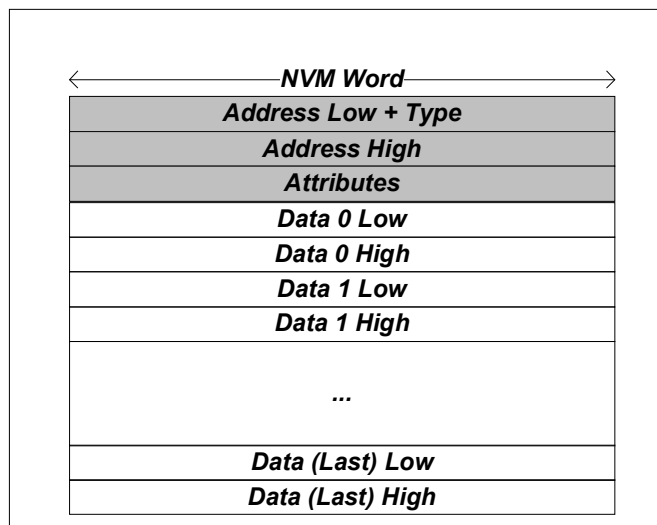 NVM Word
Address Low + Type
Address High
Attributes
Data 0 Low
Data 0 High
Data 1 Low
Data 1 High
...
Data (Last) Low
Data (Last) High